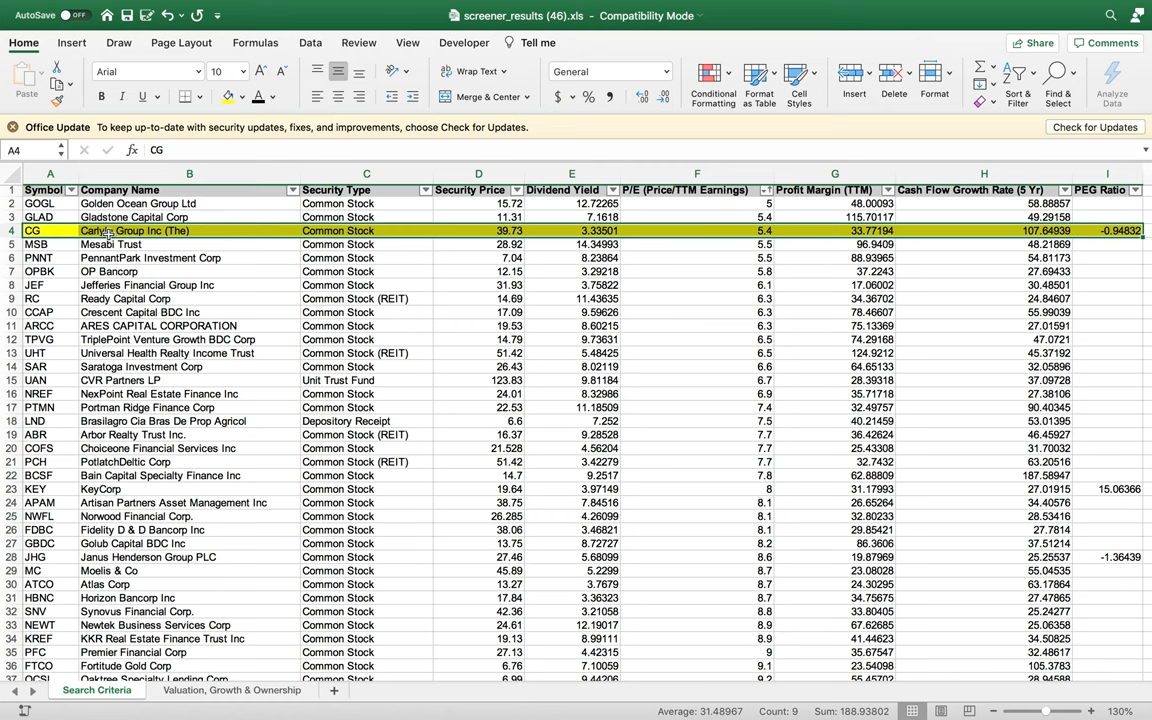 AutoSave OFF screener_results (46).xls - Compatibility Mode
Home Insert Draw Page Layout Formulas Data Review View Developer Tell me Share Comments
Paste Arial 10 A A Wrap Text General Conditional Formatting Format as Table Cell Styles Insert Delete Format Sort & Filter Find & Select Analyze Data
B I U A Merge & Center $ % 9
Office Update To keep up-to-date with security updates, fixes, and improvements, choose Check for Updates. Check for Updates
A4 fx CG
A B C D E F G H I
1 Symbol Company Name Security Type Security Price Dividend Yield P/E (Price/TTM Earnings) Profit Margin (TTM) Cash Flow Growth Rate (5 Yr) PEG Ratio
2 GOGL Golden Ocean Group Ltd Common Stock 15.72 12.72265 5 48.00093 58.88857
3 GLAD Gladstone Capital Corp Common Stock 11.31 7.1618 5.4 115.70117 49.29158
4 CG Carlyle Group Inc (The) Common Stock 39.73 3.33501 5.4 33.77194 107.64939 -0.94832
5 MSB Mesabi Trust Common Stock 28.92 14.34993 5.5 96.9409 48.21869
6 PNNT PennantPark Investment Corp Common Stock 7.04 8.23864 5.5 88.93965 54.81173
7 OPBK OP Bancorp Common Stock 12.15 3.29218 5.8 37.2243 27.69433
8 JEF Jefferies Financial Group Inc Common Stock 31.93 3.75822 6.1 17.06002 30.48501
9 RC Ready Capital Corp Common Stock (REIT) 14.69 11.43635 6.3 34.36702 24.84607
10 CCAP Crescent Capital BDC Inc Common Stock 17.09 9.59626 6.3 78.46607 55.99039
11 ARCC ARES CAPITAL CORPORATION Common Stock 19.53 8.60215 6.3 75.13369 27.01591
12 TPVG TriplePoint Venture Growth BDC Corp Common Stock 14.79 9.73631 6.5 74.29168 47.0721
13 UHT Universal Health Realty Income Trust Common Stock (REIT) 51.42 5.48425 6.5 124.9212 45.37192
14 SAR Saratoga Investment Corp Common Stock 26.43 8.02119 6.6 64.65133 32.05896
15 UAN CVR Partners LP Unit Trust Fund 123.83 9.81184 6.7 28.39318 37.09728
16 NREF NexPoint Real Estate Finance Inc Common Stock 24.01 8.32986 6.9 35.71718 27.38106
17 PTMN Portman Ridge Finance Corp Common Stock 22.53 11.18509 7.4 32.49757 90.40345
18 LND Brasilagro Cia Bras De Prop Agricol Depository Receipt 6.6 7.252 7.5 40.21459 53.01395
19 ABR Arbor Realty Trust Inc. Common Stock (REIT) 16.37 9.28528 7.7 36.42624 46.45927
20 COFS Choiceone Financial Services Inc Common Stock 21.528 4.56204 7.7 25.43308 31.70032
21 PCH PotlatchDeltic Corp Common Stock (REIT) 51.42 3.42279 7.7 32.7432 63.20516
22 BCSF Bain Capital Specialty Finance Inc Common Stock 14.7 9.2517 7.8 62.88809 187.58947
23 KEY KeyCorp Common Stock 19.64 3.97149 8 31.17993 27.01915 15.06366
24 APAM Artisan Partners Asset Management Inc Common Stock 38.75 7.84516 8.1 26.65264 34.40576
25 NWFL Norwood Financial Corp. Common Stock 26.285 4.26099 8.1 32.80233 28.53416
26 FDBC Fidelity D & D Bancorp Inc Common Stock 38.06 3.46821 8.1 29.85421 27.7814
27 GBDC Golub Capital BDC Inc Common Stock 13.75 8.72727 8.2 86.3606 37.51214
28 JHG Janus Henderson Group PLC Common Stock 27.46 5.68099 8.6 19.87969 25.25537 -1.36439
29 MC Moelis & Co Common Stock 45.89 5.2299 8.7 23.08028 55.04535
30 ATCO Atlas Corp Common Stock 13.27 3.7679 8.7 24.30295 63.17864
31 HBNC Horizon Bancorp Inc Common Stock 17.84 3.36323 8.7 34.75675 27.47865
32 SNV Synovus Financial Corp. Common Stock 42.36 3.21058 8.8 33.80405 25.24277
33 NEWT Newtek Business Services Corp Common Stock 24.61 12.19017 8.9 67.62685 25.06358
34 KREF KKR Real Estate Finance Trust Inc Common Stock 19.13 8.99111 8.9 41.44623 34.50825
35 PFC Premier Financial Corp Common Stock 27.13 4.42315 9 35.67547 32.48617
36 FTCO Fortitude Gold Corp Common Stock 6.76 7.10059 9.1 23.54098 105.3783
37 OCSL Oaktree Specialty Lending Corp Common Stock 6.99 9.44206 9.2 55.45702 28.94588
Search Criteria Valuation, Growth & Ownership
Average: 31.48967 Count: 9 Sum: 188.93802 130%